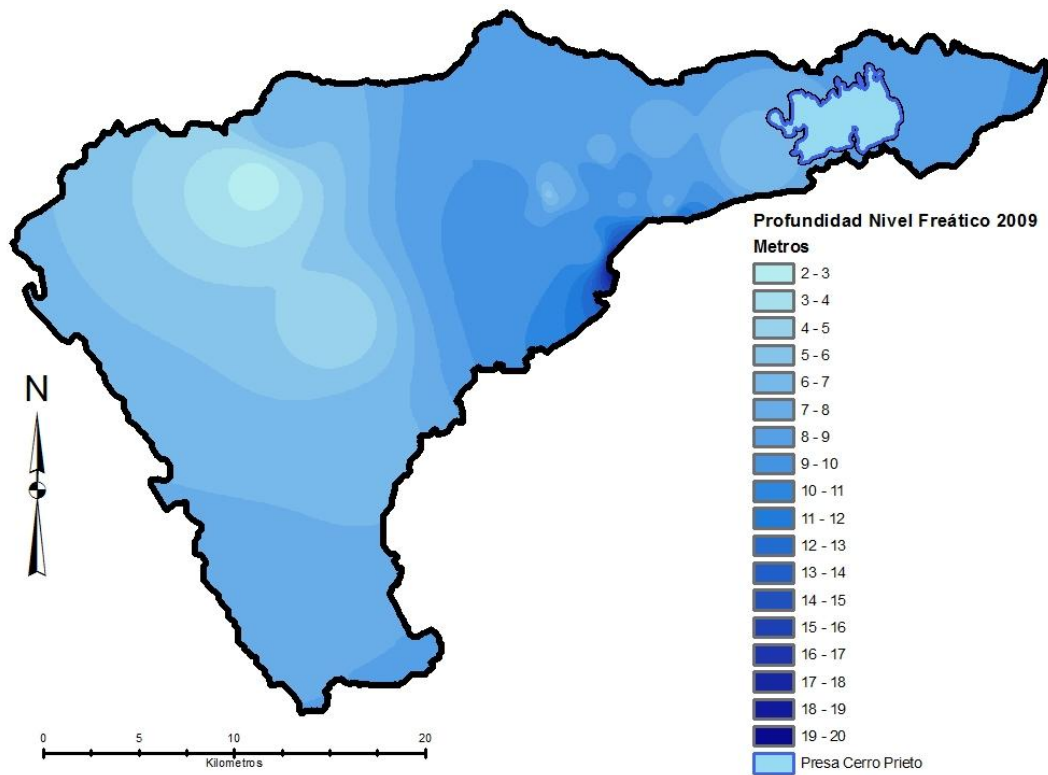 Profundidad Nivel Freático 2009
Metros
2 - 3
3 - 4
4 - 5
5 - 6
6 - 7
7 - 8
8 - 9
9 - 10
10 - 11
11 - 12
12 - 13
13 - 14
14 - 15
15 - 16
16 - 17
17 - 18
18 - 19
19 - 20
Presa Cerro Prieto
N
0 10 20
Kilometros